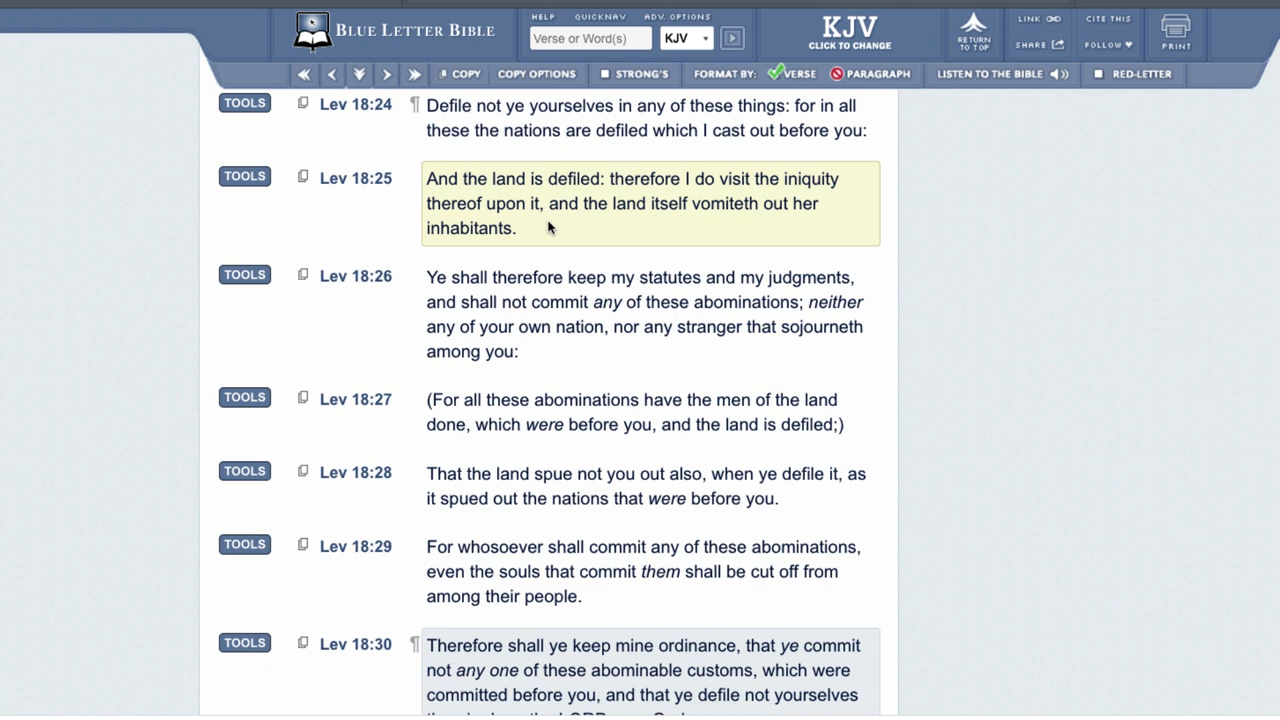 BLUE LETTER BIBLE
HELP QUICKNAV ADV. OPTIONS
Verse or Word(s) KJV
KJV
CLICK TO CHANGE
RETURN
TO TOP
LINK
SHARE
CITE THIS
FOLLOW
PRINT
COPY COPY OPTIONS STRONG'S FORMAT BY: VERSE PARAGRAPH LISTEN TO THE BIBLE RED-LETTER
TOOLS Lev 18:24 ¶ Defile not ye yourselves in any of these things: for in all
these the nations are defiled which I cast out before you:
TOOLS Lev 18:25 And the land is defiled: therefore I do visit the iniquity
thereof upon it, and the land itself vomiteth out her
inhabitants.
TOOLS Lev 18:26 Ye shall therefore keep my statutes and my judgments,
and shall not commit any of these abominations; neither
any of your own nation, nor any stranger that sojourneth
among you:
TOOLS Lev 18:27 (For all these abominations have the men of the land
done, which were before you, and the land is defiled;)
TOOLS Lev 18:28 That the land spue not you out also, when ye defile it, as
it spued out the nations that were before you.
TOOLS Lev 18:29 For whosoever shall commit any of these abominations,
even the souls that commit them shall be cut off from
among their people.
TOOLS Lev 18:30 ¶ Therefore shall ye keep mine ordinance, that ye commit
not any one of these abominable customs, which were
committed before you, and that ye defile not yourselves